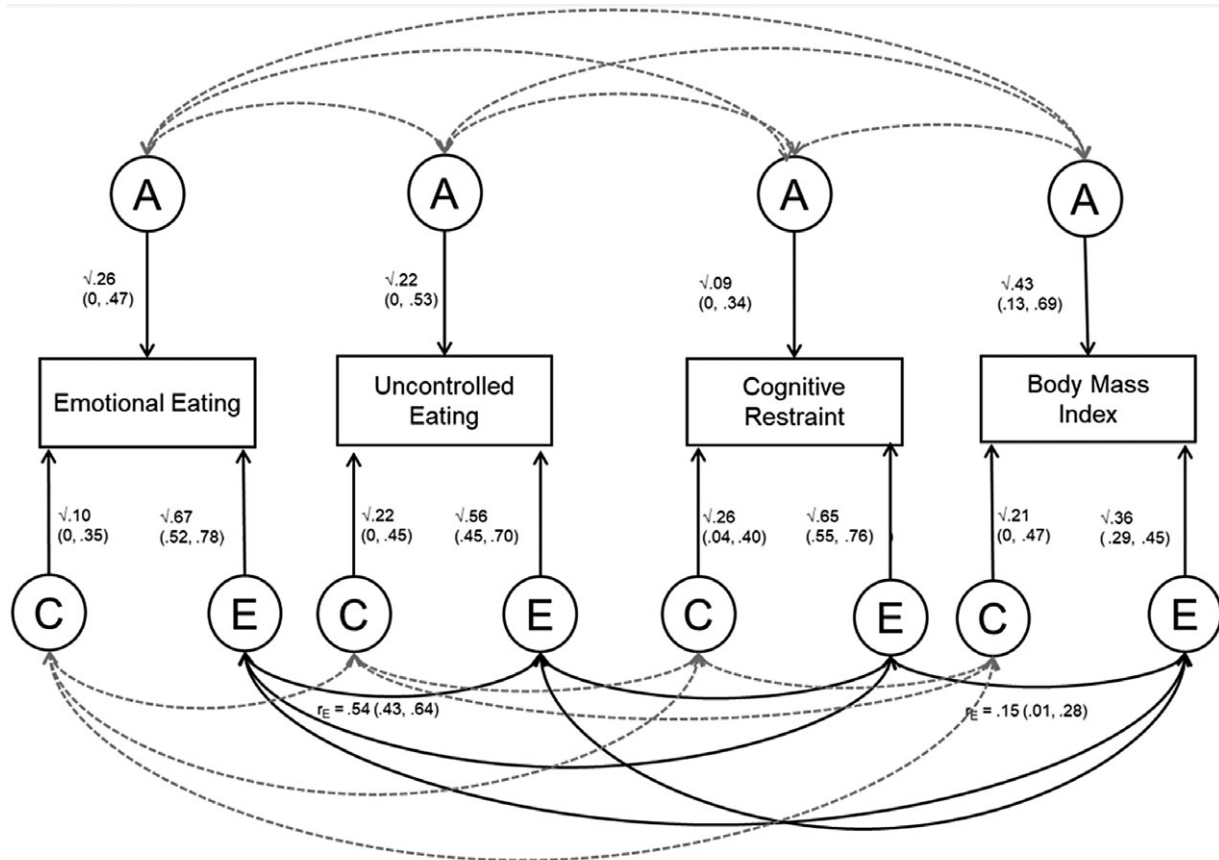 A
A
A
A
√.26
(0, .47)
√.22
(0, .53)
√.09
(0, .34)
√.43
(.13, .69)
Emotional Eating
Uncontrolled
Eating
Cognitive
Restraint
Body Mass
Index
√.10
(0, .35)
√.67
(.52, .78)
√.22
(0, .45)
√.56
(.45, .70)
√.26
(.04, .40)
√.65
(.55, .76)
√.21
(0, .47)
√.36
(.29, .45)
C
E
C
E
C
E
C
E
rE = .54 (.43, .64)
rE = .15 (.01, .28)